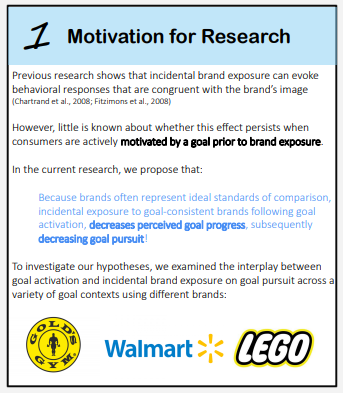 1 Motivation for Research
Previous research shows that incidental brand exposure can evoke
behavioral responses that are congruent with the brand's image
(Chartrand et al., 2008; Fitzimons et al., 2008)
However, little is known about whether this effect persists when
consumers are actively motivated by a goal prior to brand exposure.
In the current research, we propose that:
Because brands often represent ideal standards of comparison,
incidental exposure to goal-consistent brands following goal
activation, decreases perceived goal progress, subsequently
decreasing goal pursuit!
To investigate our hypotheses, we examined the interplay between
goal activation and incidental brand exposure on goal pursuit across a
variety of goal contexts using different brands:
GOLD'S
GYM
Walmart
LEGO